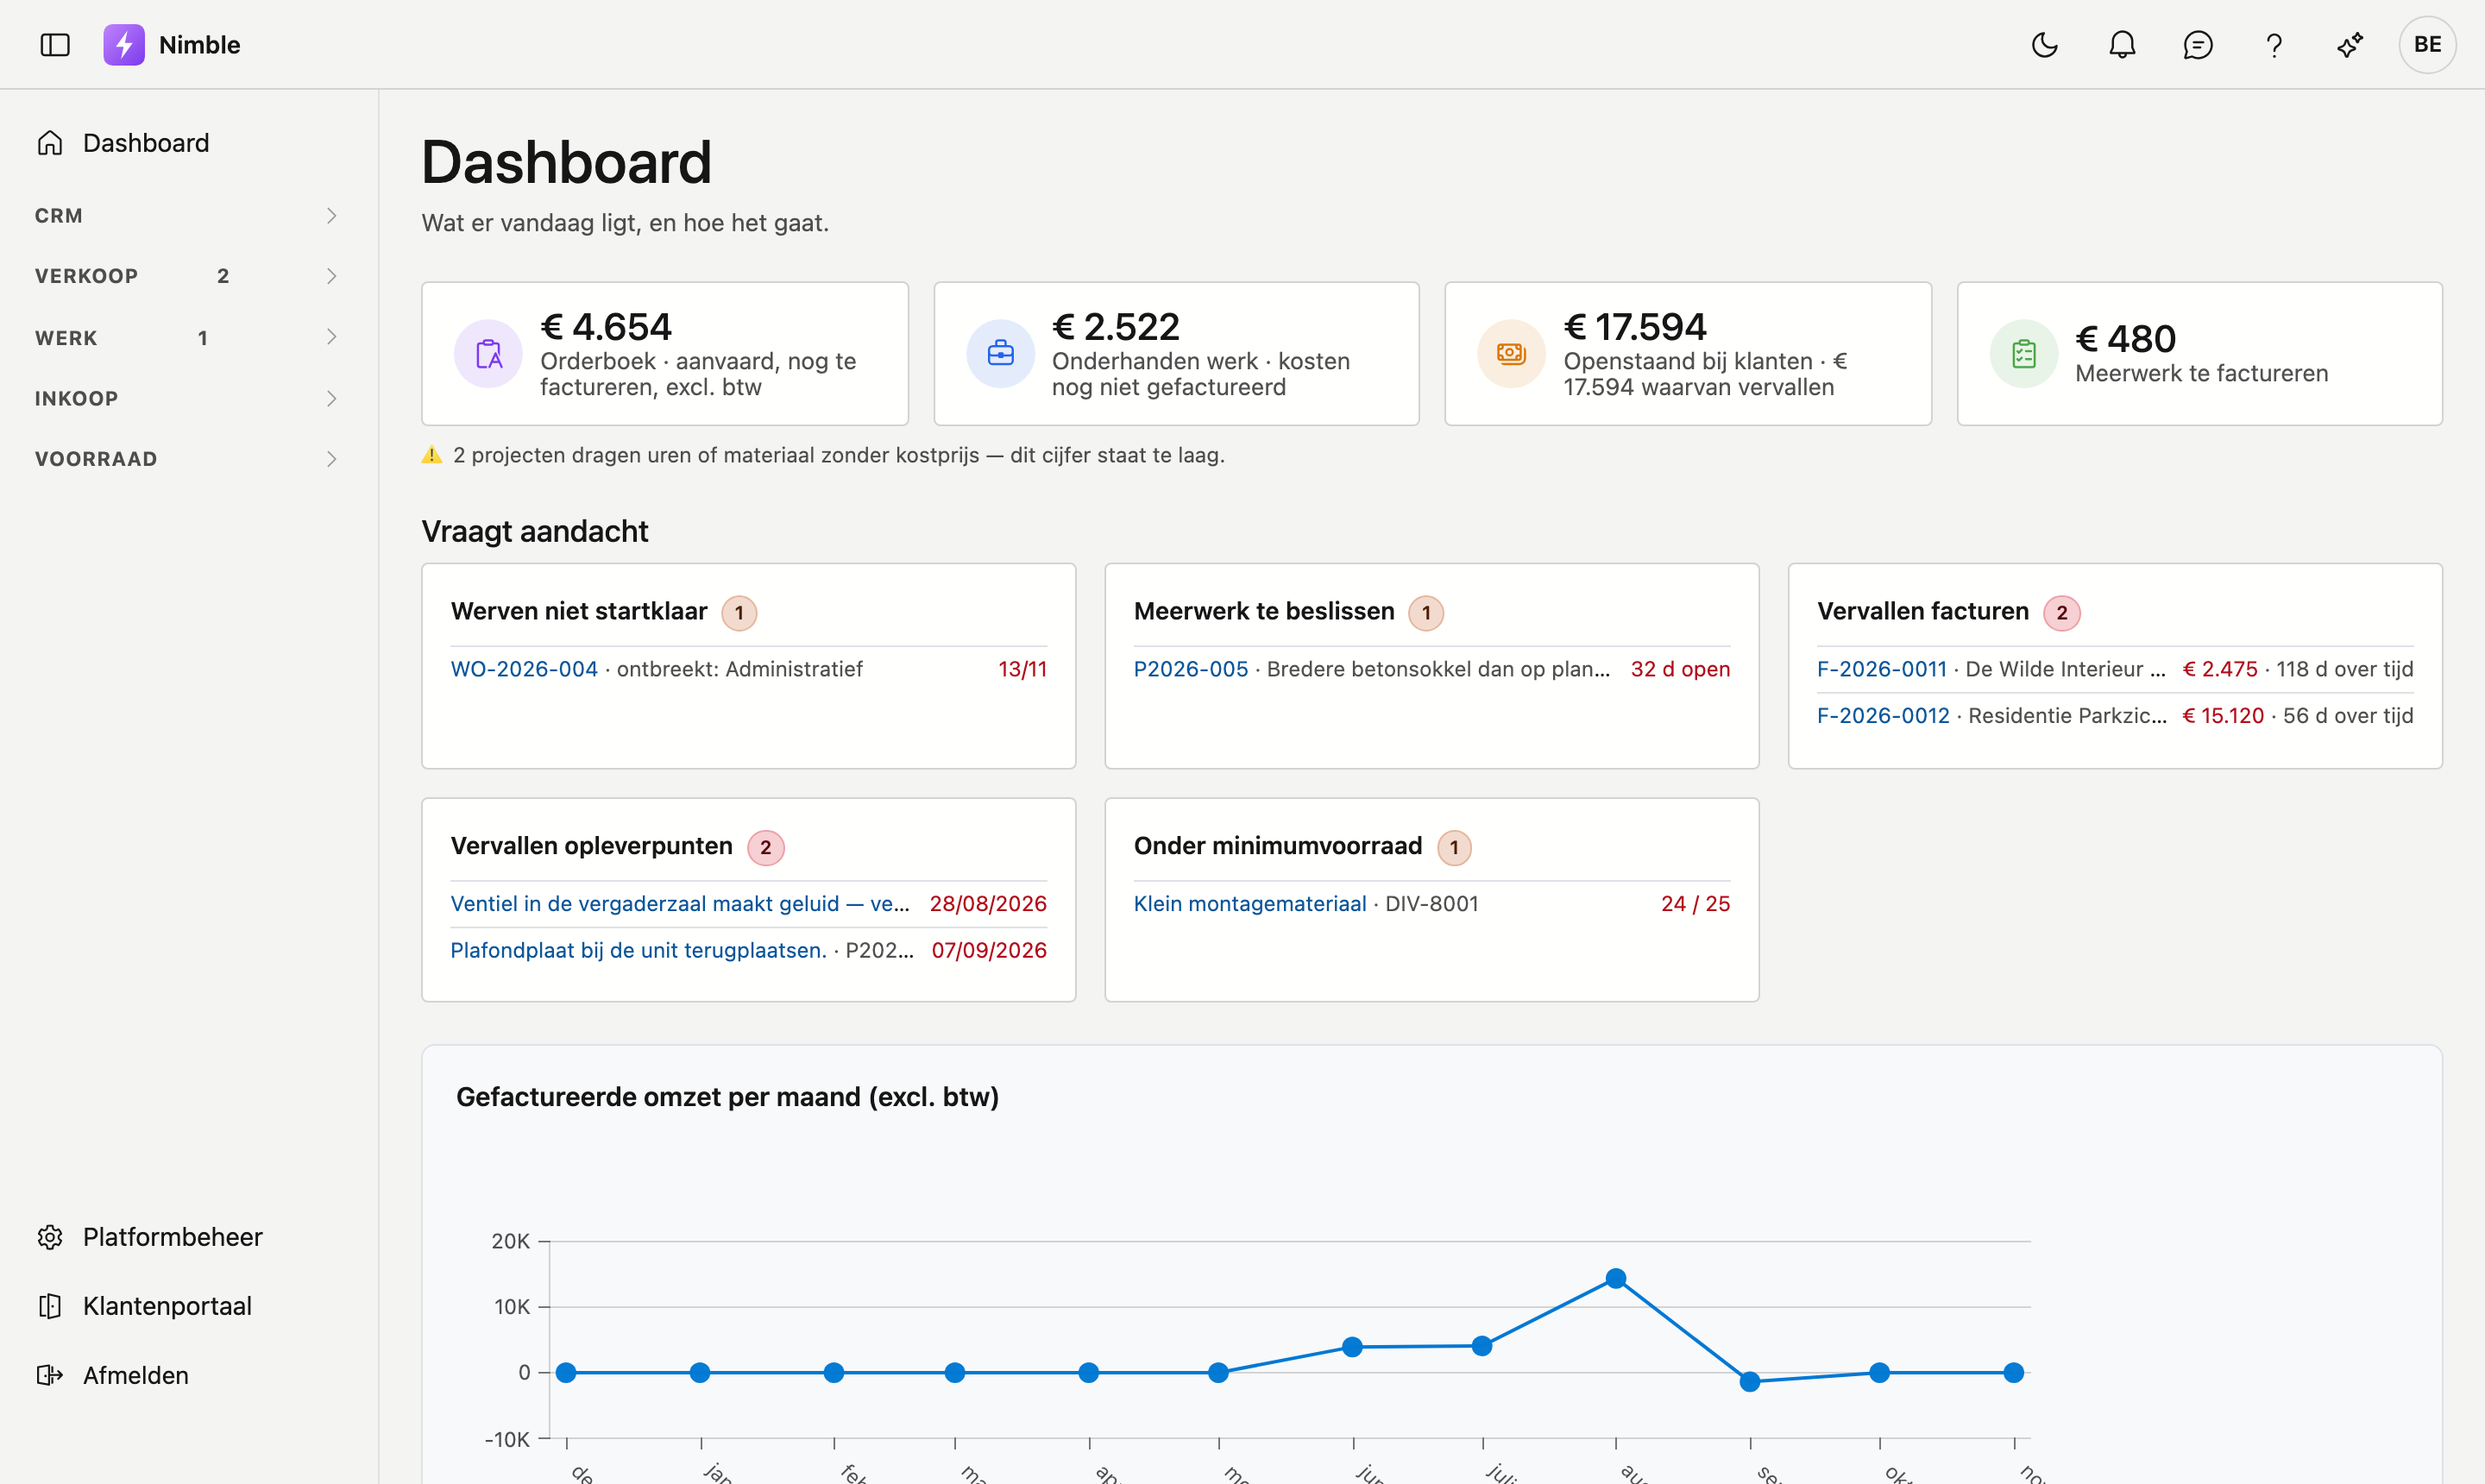 Nimble
BE
Dashboard
CRM
VERKOOP 2
WERK 1
INKOOP
VOORRAAD
Platformbeheer
Klantenportaal
Afmelden
Dashboard
Wat er vandaag ligt, en hoe het gaat.
€ 4.654
Orderboek · aanvaard, nog te
factureren, excl. btw
€ 2.522
Onderhanden werk · kosten
nog niet gefactureerd
€ 17.594
Openstaand bij klanten · €
17.594 waarvan vervallen
€ 480
Meerwerk te factureren
2 projecten dragen uren of materiaal zonder kostprijs — dit cijfer staat te laag.
Vraagt aandacht
Werven niet startklaar 1
WO-2026-004 · ontbreekt: Administratief 13/11
Meerwerk te beslissen 1
P2026-005 · Bredere betonsokkel dan op plan... 32 d open
Vervallen facturen 2
F-2026-0011 · De Wilde Interieur ... € 2.475 · 118 d over tijd
F-2026-0012 · Residentie Parkzic... € 15.120 · 56 d over tijd
Vervallen opleverpunten 2
Ventiel in de vergaderzaal maakt geluid — ve... 28/08/2026
Plafondplaat bij de unit terugplaatsen. · P202... 07/09/2026
Onder minimumvoorraad 1
Klein montagemateriaal · DIV-8001 24 / 25
Gefactureerde omzet per maand (excl. btw)
20K
10K
0
-10K